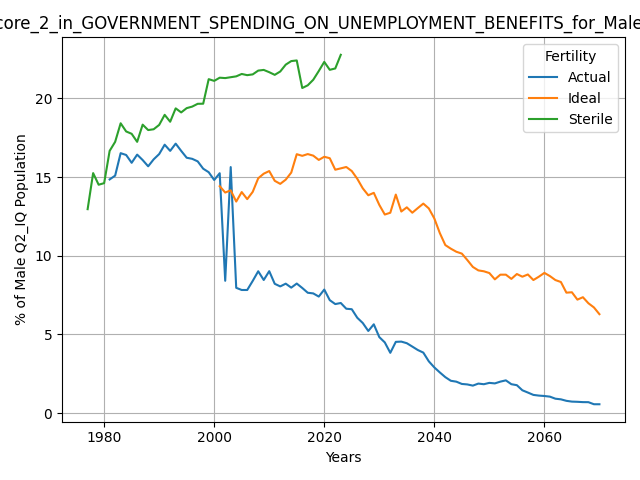 core_2_in_GOVERNMENT_SPENDING_ON_UNEMPLOYMENT_BENEFITS_for_Male
Fertility
Actual
Ideal
Sterile
% of Male Q2_IQ Population
20
15
10
5
0
1980 2000 2020 2040 2060
Years